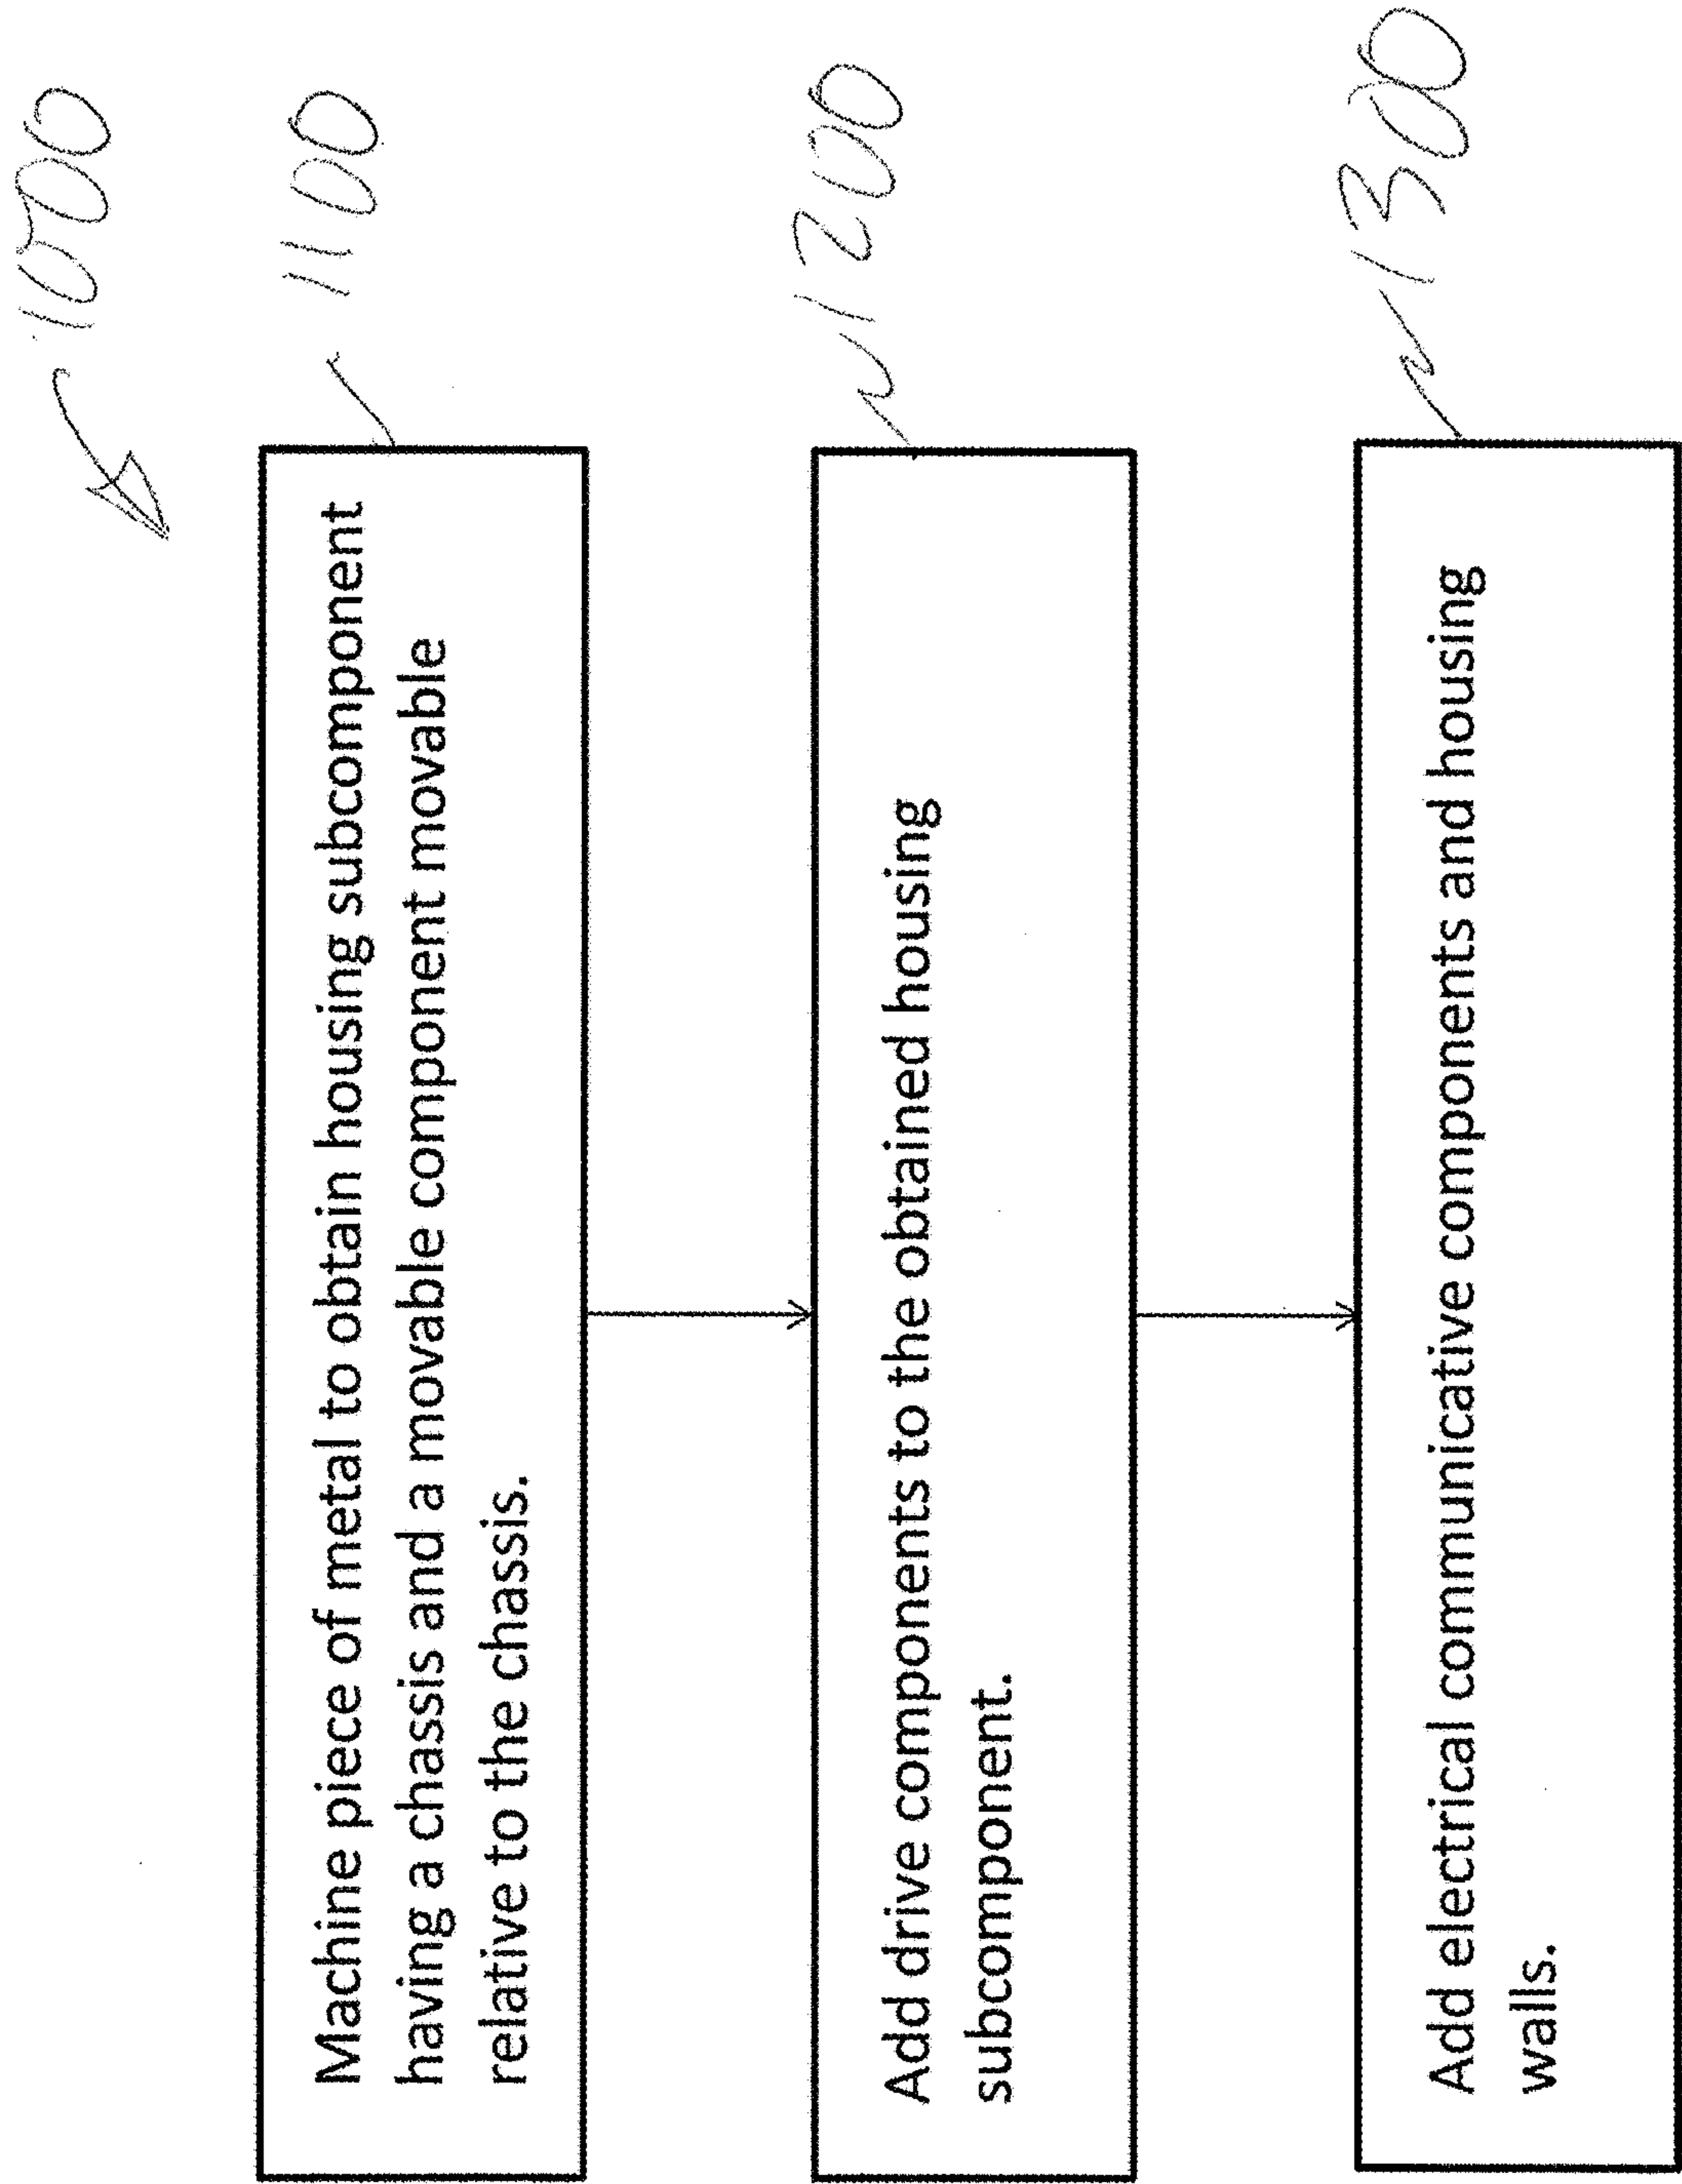 1000
1100
Machine piece of metal to obtain housing subcomponent
having a chassis and a movable component movable
relative to the chassis.
1200
Add drive components to the obtained housing
subcomponent.
1300
Add electrical communicative components and housing
walls.